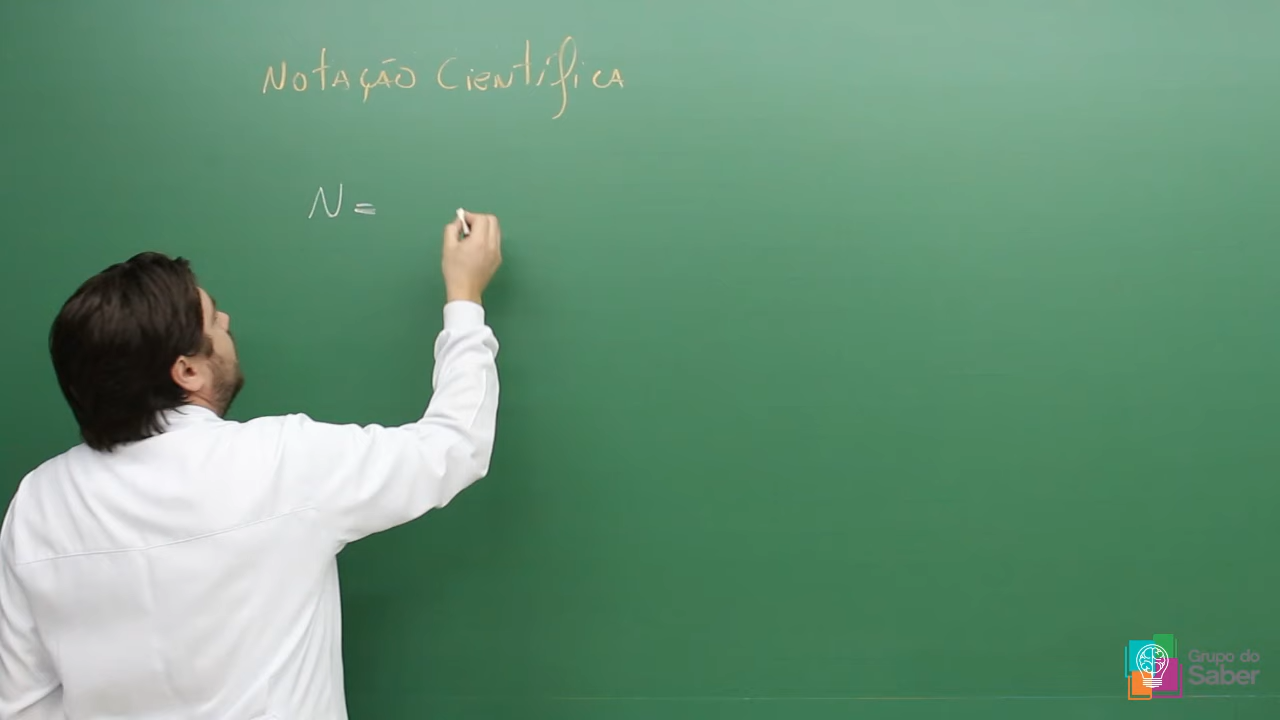 Notação Científica
N =
Grupo do
Saber